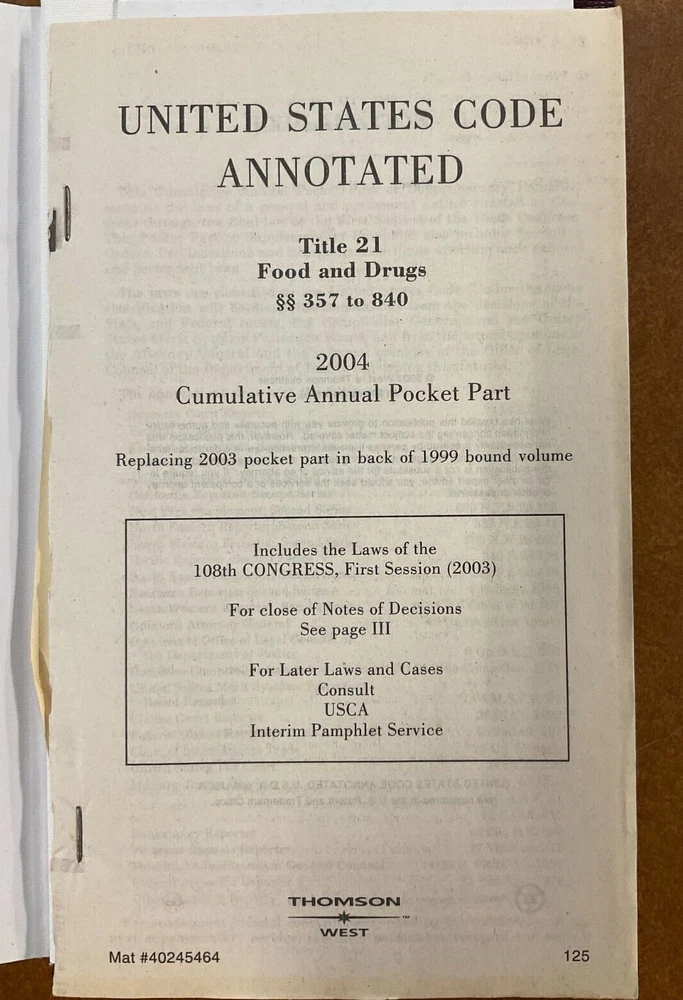 UNITED STATES CODE
ANNOTATED
Title 21
Food and Drugs
§§ 357 to 840
2004
Cumulative Annual Pocket Part
Replacing 2003 pocket part in back of 1999 bound volume
Includes the Laws of the
108th CONGRESS, First Session (2003)
For close of Notes of Decisions
See page III
For Later Laws and Cases
Consult
USCA
Interim Pamphlet Service
THOMSON
™
WEST
Mat #40245464 125